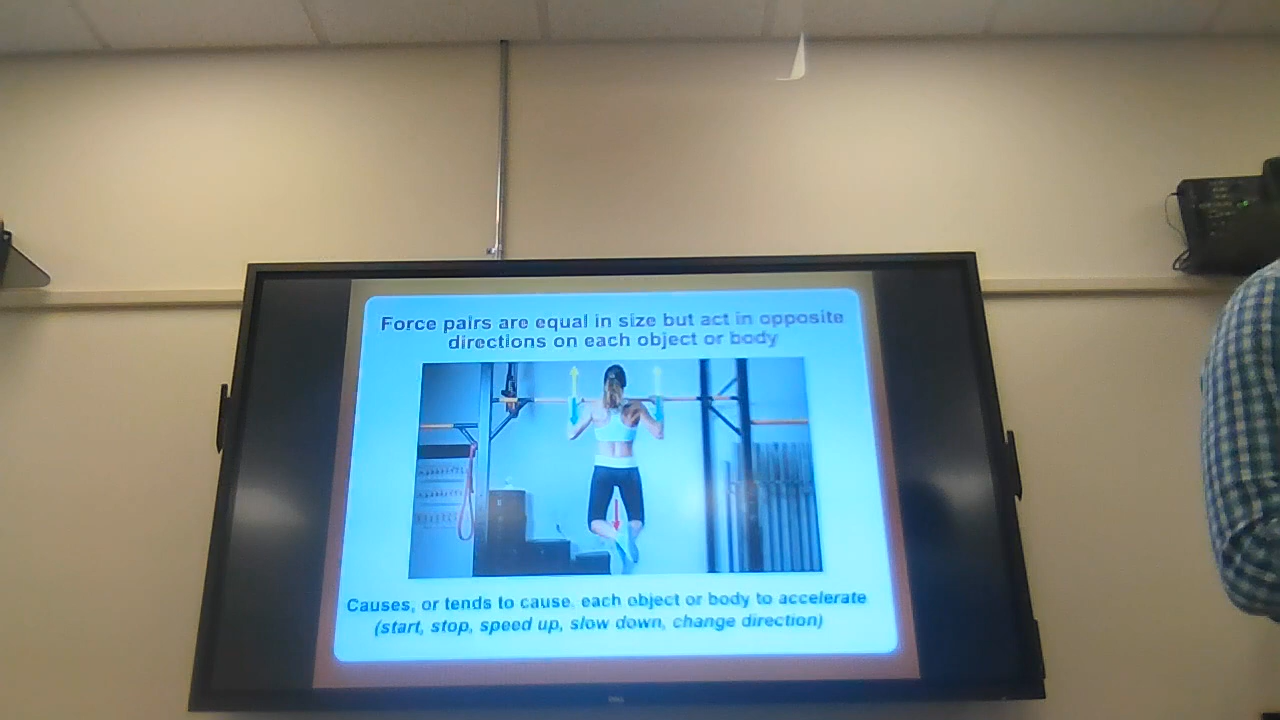 Force pairs are equal in size but act in opposite
directions on each object or body
Causes, or tends to cause, each object or body to accelerate
(start, stop, speed up, slow down, change direction)
DELL